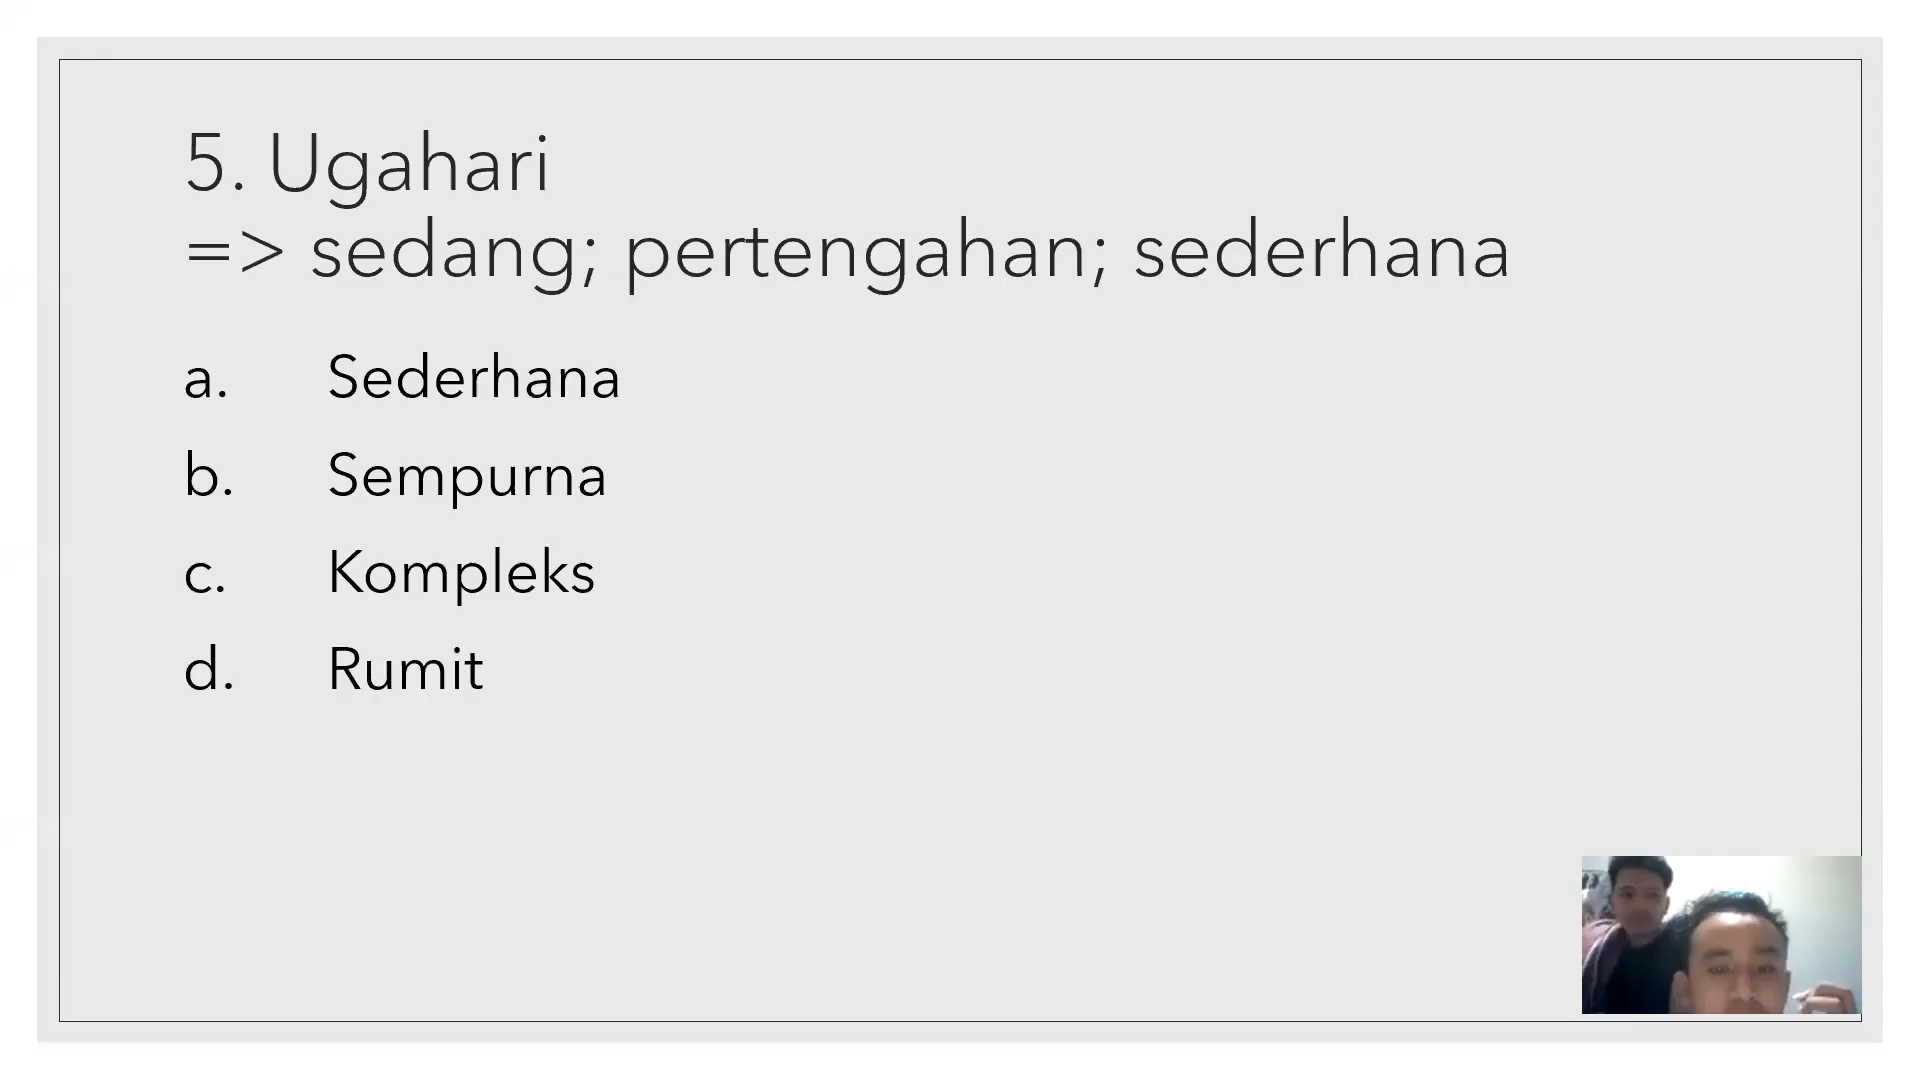 5. Ugahari
=> sedang; pertengahan; sederhana
a. Sederhana
b. Sempurna
c. Kompleks
d. Rumit